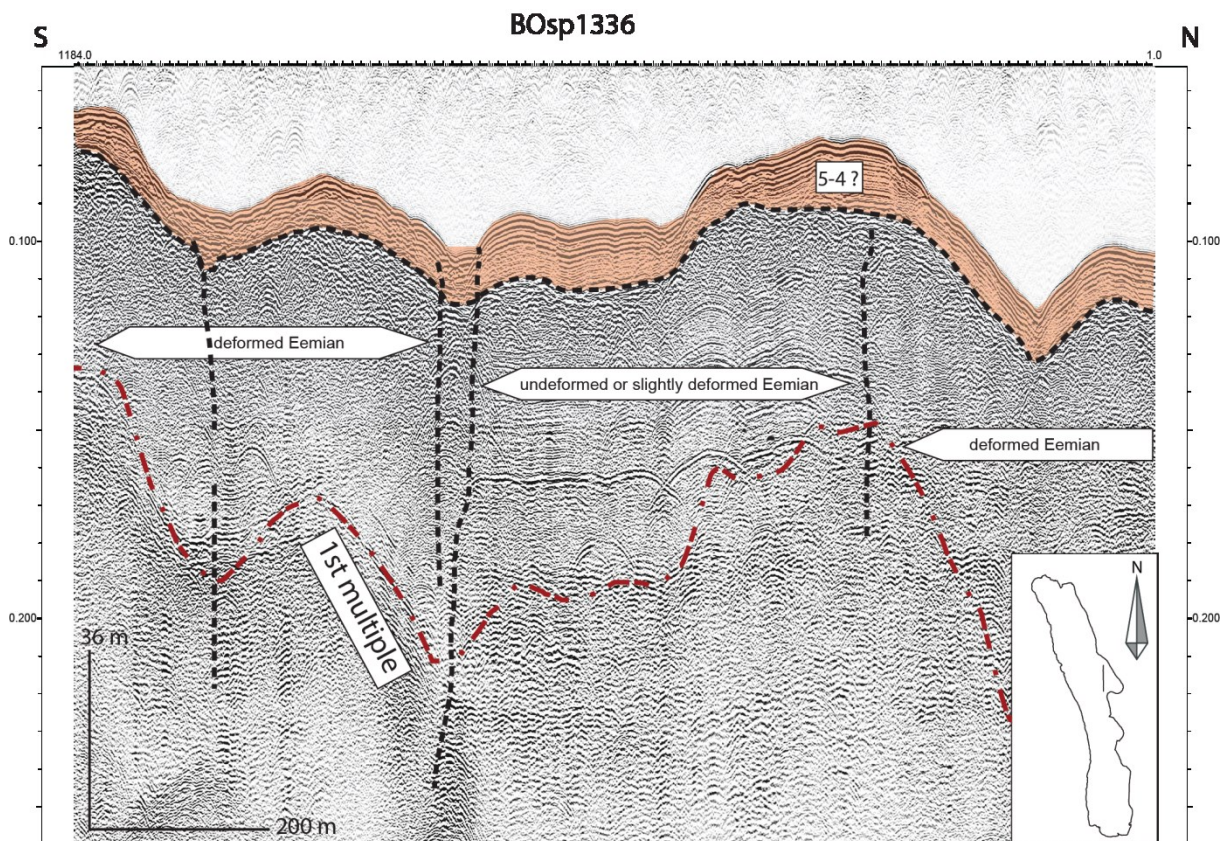 BOsp1336
S
N
1184.0
1.0
5-4 ?
0.100
0.100
deformed Eemian
undeformed or slightly deformed Eemian
deformed Eemian
1st multiple
N
0.200
0.200
36 m
200 m